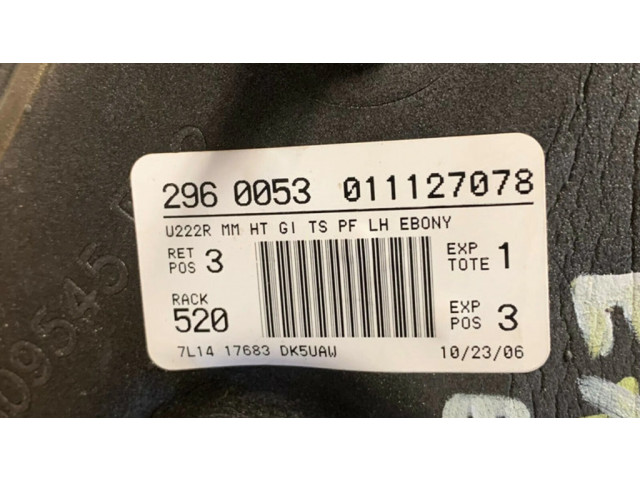 296 0053 011127078
U222R MM HT GI TS PF LH EBONY
RET POS 3
EXP TOTE 1
RACK 520
EXP POS 3
7L14 17683 DK5UAW 10/23/06
09545